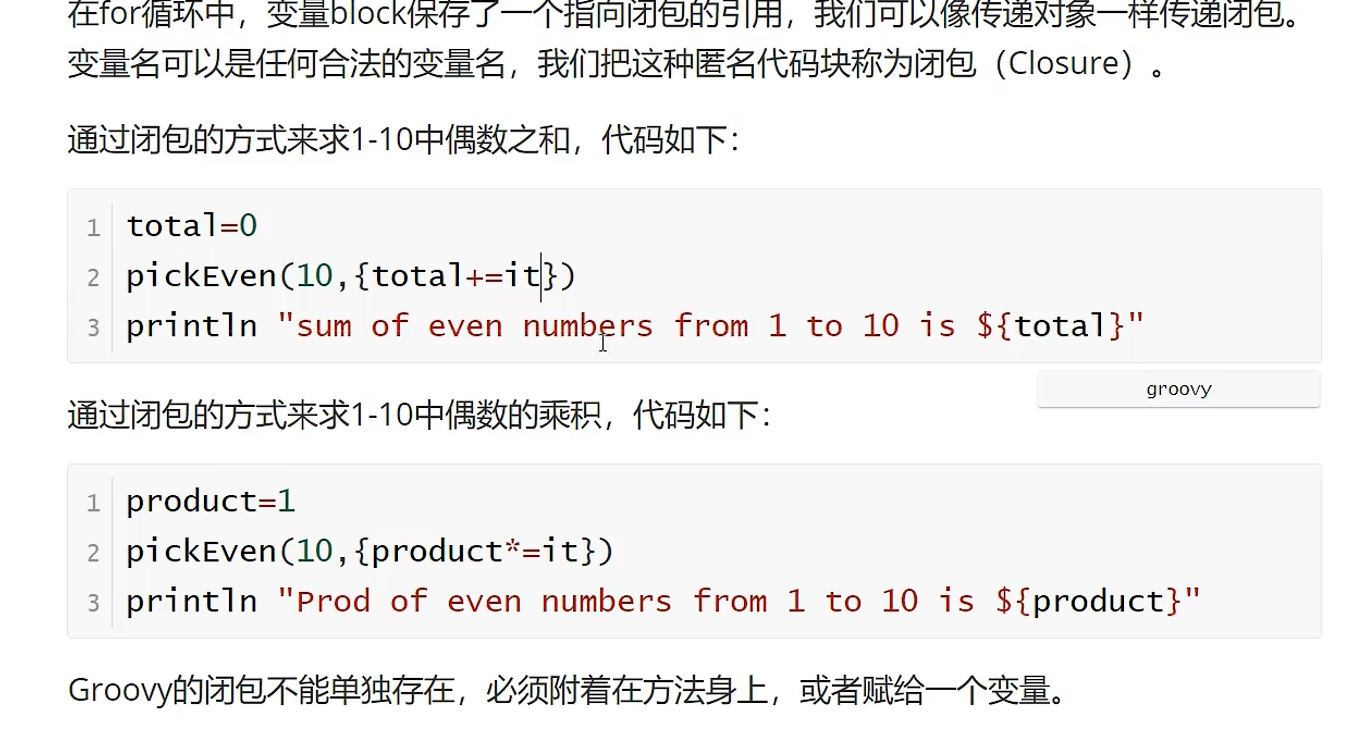 在for循环中，变量block保存了一个指向闭包的引用，我们可以像传递对象一样传递闭包。
变量名可以是任何合法的变量名，我们把这种匿名代码块称为闭包（Closure）。
通过闭包的方式来求1-10中偶数之和，代码如下：
1 total=0
2 pickEven(10,{total+=it})
3 println "sum of even numbers from 1 to 10 is ${total}"
groovy
通过闭包的方式来求1-10中偶数的乘积，代码如下：
1 product=1
2 pickEven(10,{product*=it})
3 println "Prod of even numbers from 1 to 10 is ${product}"
Groovy的闭包不能单独存在，必须附着在方法身上，或者赋给一个变量。